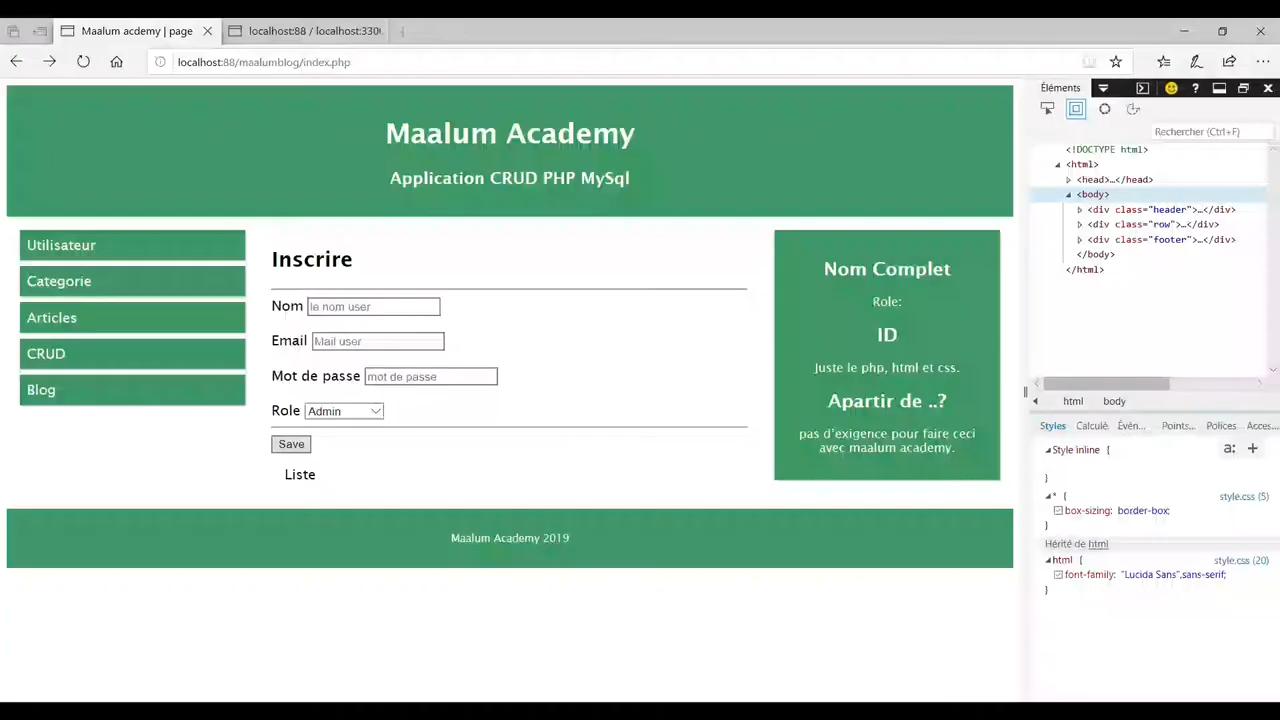 Maalum acdemy | page
localhost:88 / localhost:330
localhost:88/maalumblog/index.php
Maalum Academy
Application CRUD PHP MySql
Utilisateur
Categorie
Articles
CRUD
Blog
Inscrire
Nom le nom user
Email Mail user
Mot de passe mot de passe
Role Admin
Save
Liste
Nom Complet
Role:
ID
Juste le php, html et css.
Apartir de ..?
pas d'exigence pour faire ceci
avec maalum academy.
Maalum Academy 2019
Éléments
?
Rechercher (Ctrl+F)
<!DOCTYPE html>
<html>
<head>…</head>
<body>
<div class="header">…</div>
<div class="row">…</div>
<div class="footer">…</div>
</body>
</html>
html body
Styles Calculé Évén... Points... Polices Acces...
Style inline {
a: +
}
* { style.css (5)
box-sizing: border-box;
}
Hérité de html
html { style.css (20)
font-family: "Lucida Sans",sans-serif;
}